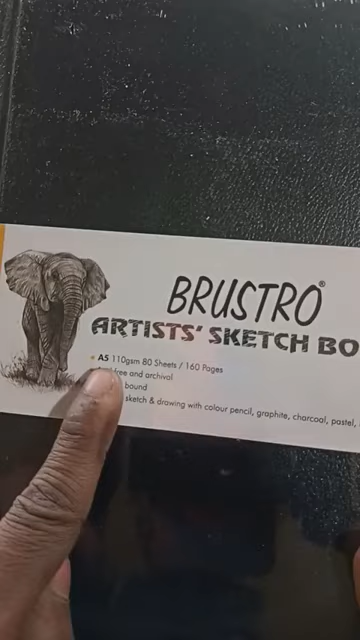 BRUSTRO®
ARTISTS' SKETCH BO
• A5 110gsm 80 Sheets / 160 Pages
free and archival
bound
sketch & drawing with colour pencil, graphite, charcoal, pastel,